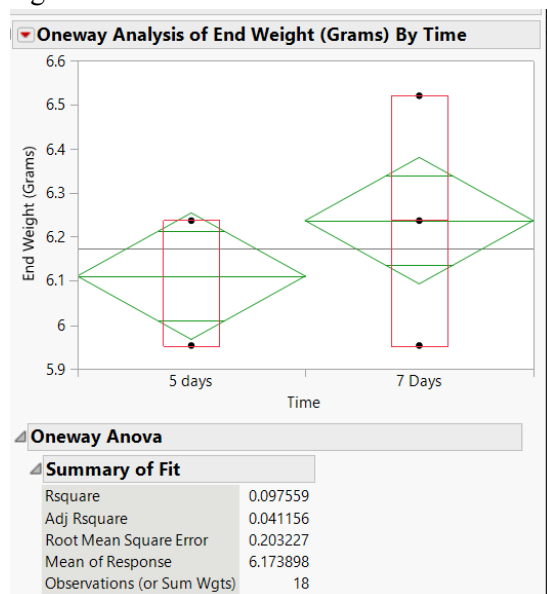 Oneway Analysis of End Weight (Grams) By Time
6.6
6.5
6.4
6.3
6.2
6.1
6
5.9
End Weight (Grams)
5 days
7 Days
Time
Oneway Anova
Summary of Fit
Rsquare 0.097559
Adj Rsquare 0.041156
Root Mean Square Error 0.203227
Mean of Response 6.173898
Observations (or Sum Wgts) 18